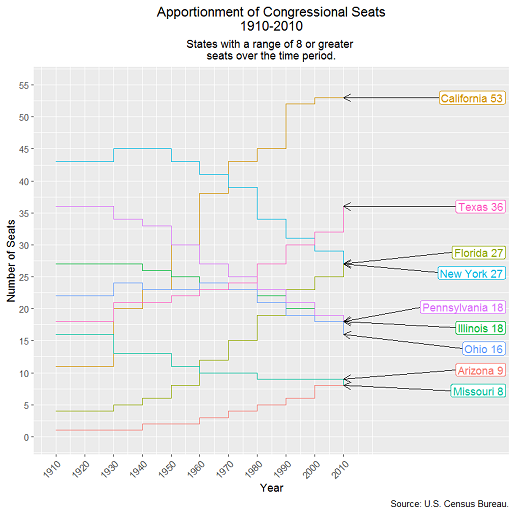 Apportionment of Congressional Seats
1910-2010
States with a range of 8 or greater
seats over the time period.
55
50
45
40
35
30
25
20
15
10
5
0
Number of Seats
California 53
Texas 36
Florida 27
New York 27
Pennsylvania 18
Illinois 18
Ohio 16
Arizona 9
Missouri 8
1910 1920 1930 1940 1950 1960 1970 1980 1990 2000 2010
Year
Source: U.S. Census Bureau.